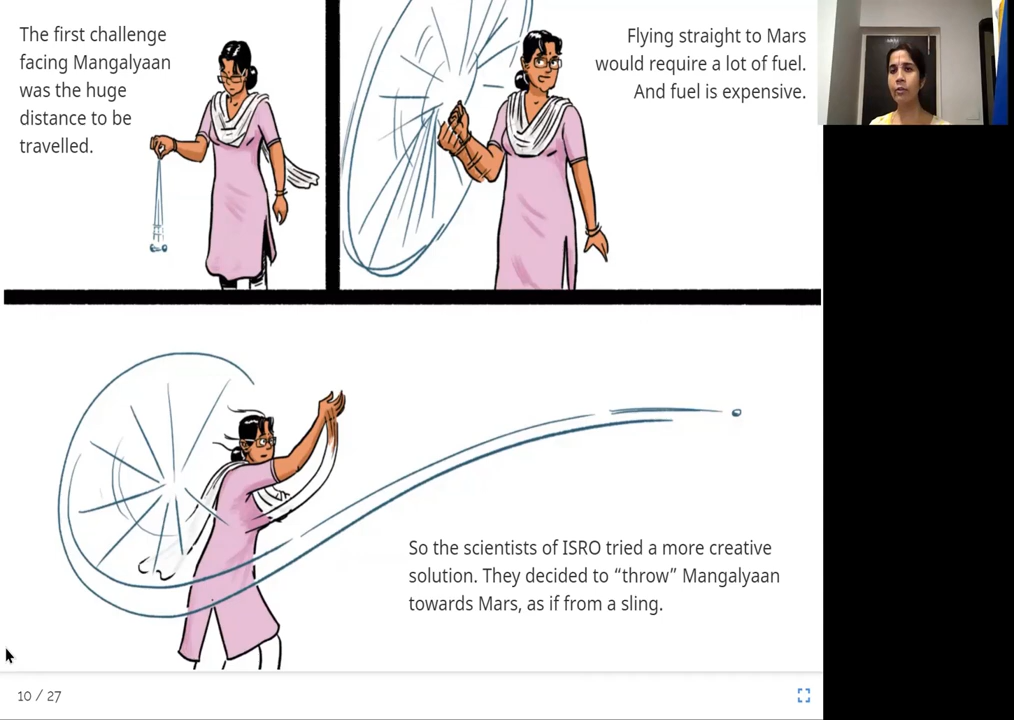 The first challenge
facing Mangalyaan
was the huge
distance to be
travelled.
Flying straight to Mars
would require a lot of fuel.
And fuel is expensive.
So the scientists of ISRO tried a more creative
solution. They decided to “throw” Mangalyaan
towards Mars, as if from a sling.
10 / 27